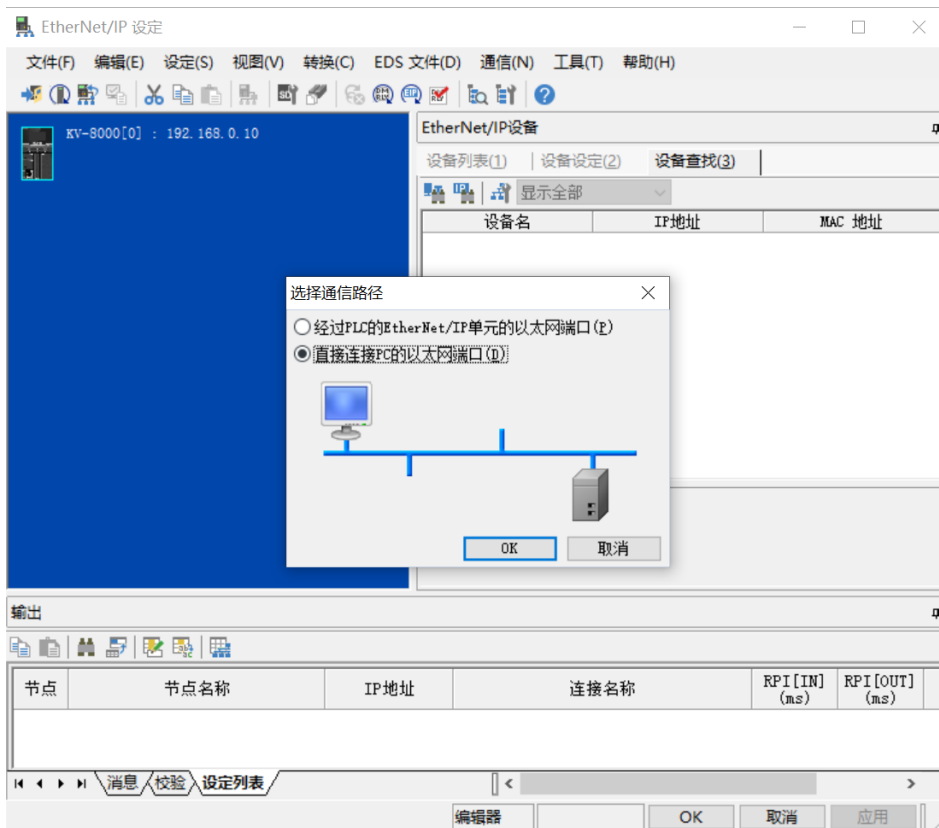 EtherNet/IP 设定
文件(F) 编辑(E) 设定(S) 视图(V) 转换(C) EDS 文件(D) 通信(N) 工具(T) 帮助(H)
KV-8000[0] : 192.168.0.10
EtherNet/IP设备
设备列表(1) 设备设定(2) 设备查找(3)
显示全部
设备名 IP地址 MAC 地址
选择通信路径
经过PLC的EtherNet/IP单元的以太网端口(P)
直接连接PC的以太网端口(D)
OK 取消
输出
节点 节点名称 IP地址 连接名称 RPI[IN] (ms) RPI[OUT] (ms)
消息 校验 设定列表
编辑器 OK 取消 应用